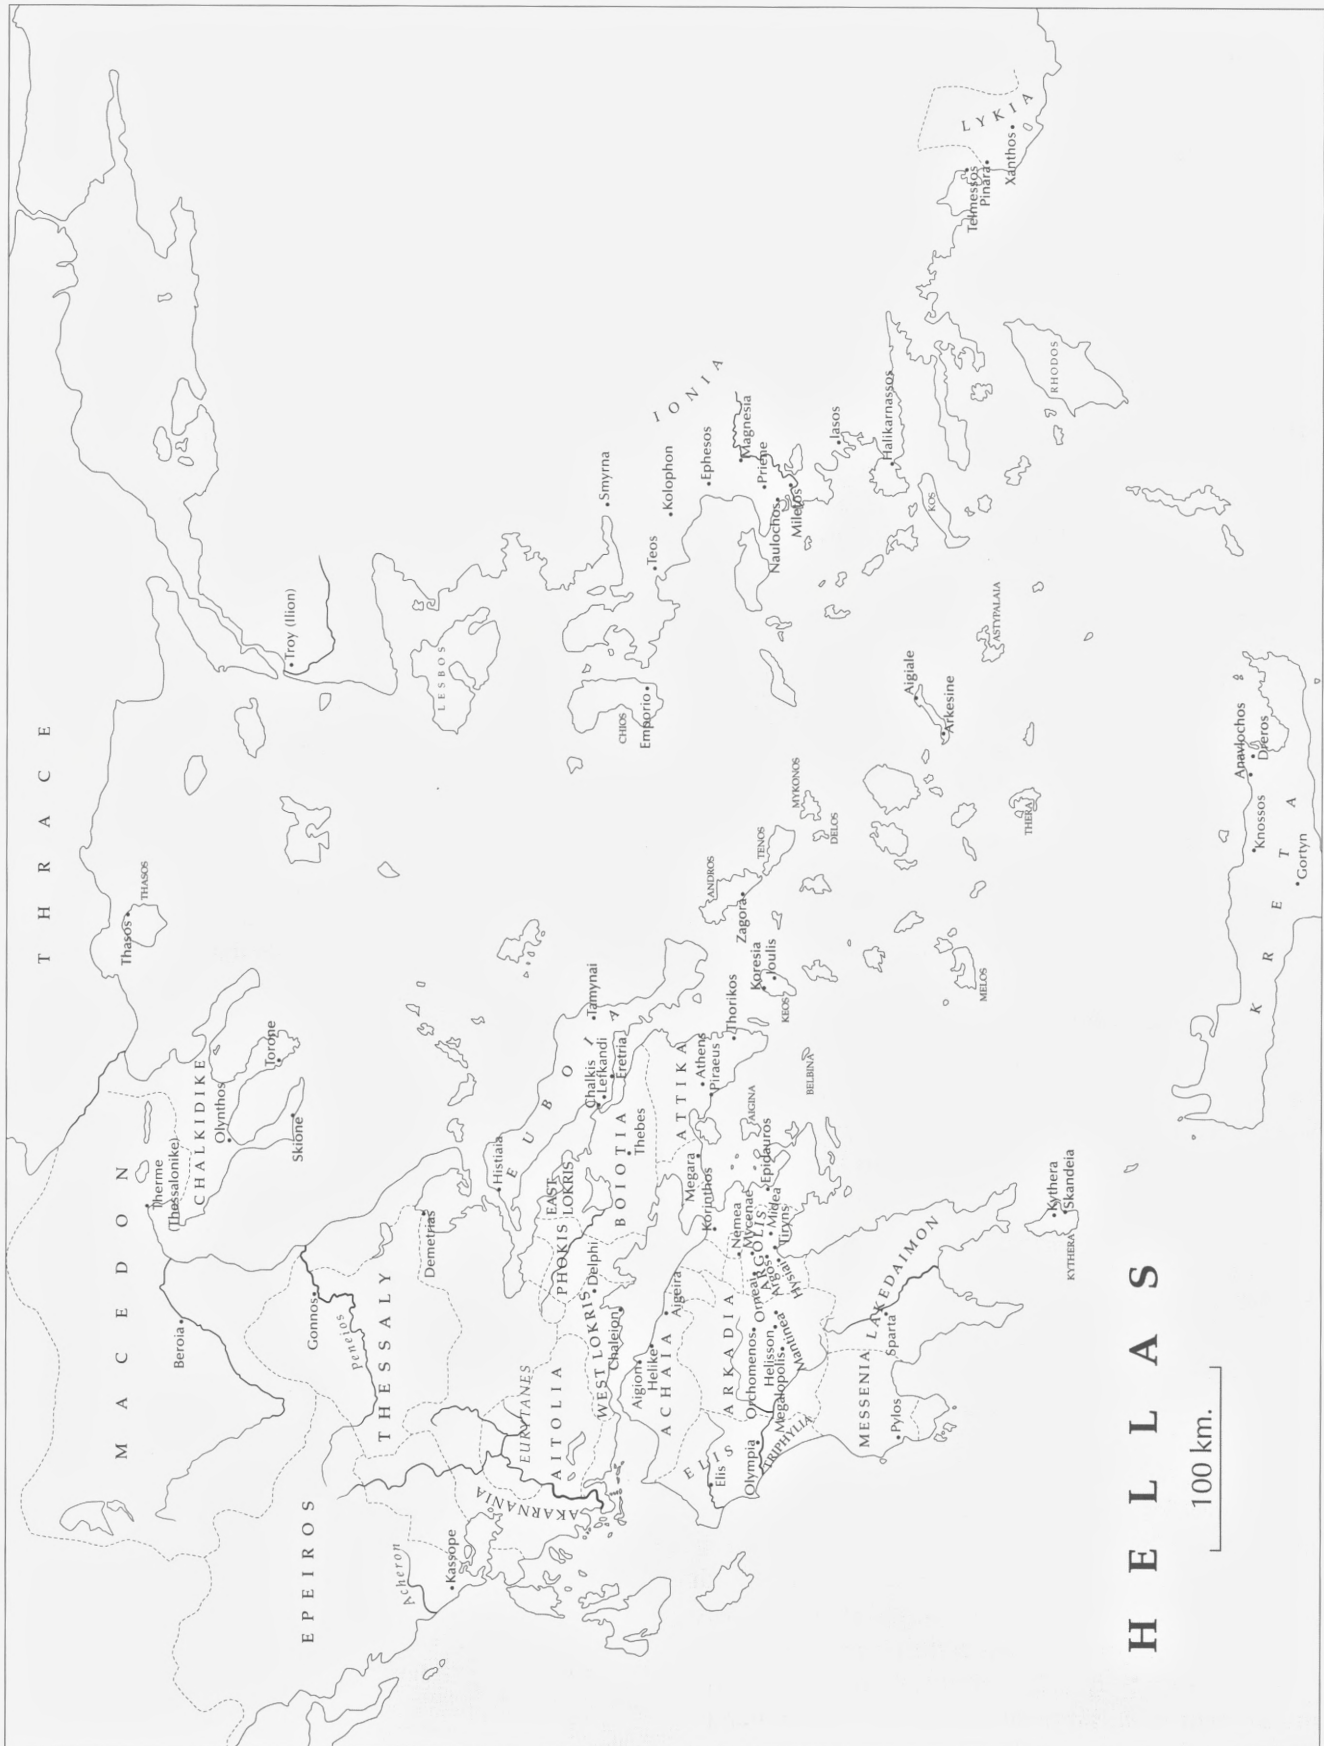 HELLAS
100 km.
THRACE
MACEDON
EPEIROS
THESSALY
CHALKIDIKE
Therme
(Thessalonike)
Olynthos
Torone
Skione
Beroia
Gonnos
Peneios
Demetrias
Acheron
Kassope
Thasos
THASOS
Troy (Ilion)
LESBOS
CHIOS
Emporio
Smyrna
Teos
Kolophon
IONIA
Ephesos
Magnesia
Priene
Naulochos
Miletos
Iasos
Halikarnassos
KOS
RHODOS
LYKIA
Telmessos
Pinara
Xanthos
AKARNANIA
EURYTANES
AITOLIA
WEST LOKRIS
Chaleion
PHOKIS
Delphi
EAST
LOKRIS
Histiaia
EUBOIA
Chalkis
Lefkandi
Eretria
Tamynai
BOIOTIA
Thebes
ATTIKA
Athens
Piraeus
Thorikos
Megara
Korinthos
AIGINA
BELBINA
ACHAIA
Aigion
Helike
Aigeira
ELIS
Elis
Olympia
TRIPHYLIA
ARKADIA
Orchomenos
Helisson
Megalopolis
Mantinea
ARGOLIS
Nemea
Mycenae
Orneai
Argos
Midea
Tiryns
Hysiai
Epidauros
MESSENIA
Pylos
LAKEDAIMON
Sparta
KYTHERA
Kythera
Skandeia
ANDROS
Zagora
TENOS
MYKONOS
DELOS
KEOS
Koresia
Ioulis
MELOS
THERA
Aigiale
Arkesine
ASTYPALAIA
KRETA
Knossos
Gortyn
Anavlochos
Dreros